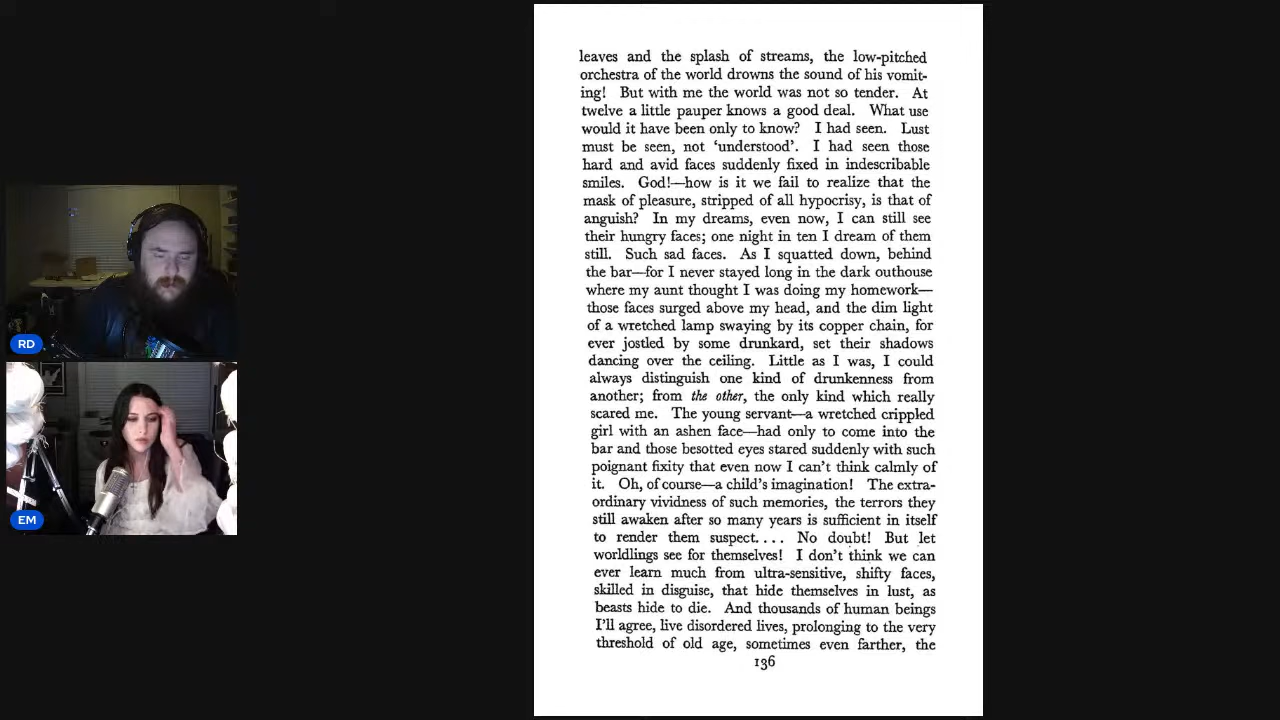 leaves and the splash of streams, the low-pitched
orchestra of the world drowns the sound of his vomit-
ing! But with me the world was not so tender. At
twelve a little pauper knows a good deal. What use
would it have been only to know? I had seen. Lust
must be seen, not ‘understood’. I had seen those
hard and avid faces suddenly fixed in indescribable
smiles. God!—how is it we fail to realize that the
mask of pleasure, stripped of all hypocrisy, is that of
anguish? In my dreams, even now, I can still see
their hungry faces; one night in ten I dream of them
still. Such sad faces. As I squatted down, behind
the bar—for I never stayed long in the dark outhouse
where my aunt thought I was doing my homework—
those faces surged above my head, and the dim light
of a wretched lamp swaying by its copper chain, for
ever jostled by some drunkard, set their shadows
dancing over the ceiling. Little as I was, I could
always distinguish one kind of drunkenness from
another; from the other, the only kind which really
scared me. The young servant—a wretched crippled
girl with an ashen face—had only to come into the
bar and those besotted eyes stared suddenly with such
poignant fixity that even now I can’t think calmly of
it. Oh, of course—a child’s imagination! The extra-
ordinary vividness of such memories, the terrors they
still awaken after so many years is sufficient in itself
to render them suspect. . . . No doubt! But let
worldlings see for themselves! I don’t think we can
ever learn much from ultra-sensitive, shifty faces,
skilled in disguise, that hide themselves in lust, as
beasts hide to die. And thousands of human beings
I’ll agree, live disordered lives, prolonging to the very
threshold of old age, sometimes even farther, the
136
RD
EM